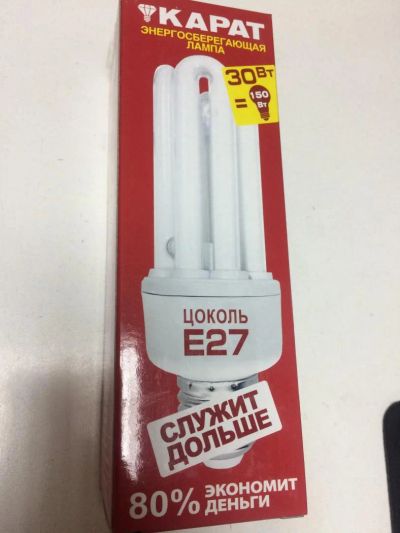 КАРАТ
ЭНЕРГОСБЕРЕГАЮЩАЯ
ЛАМПА
30Вт
=
150
Вт
ЦОКОЛЬ
E27
СЛУЖИТ
ДОЛЬШЕ
80% ЭКОНОМИТ
ДЕНЬГИ